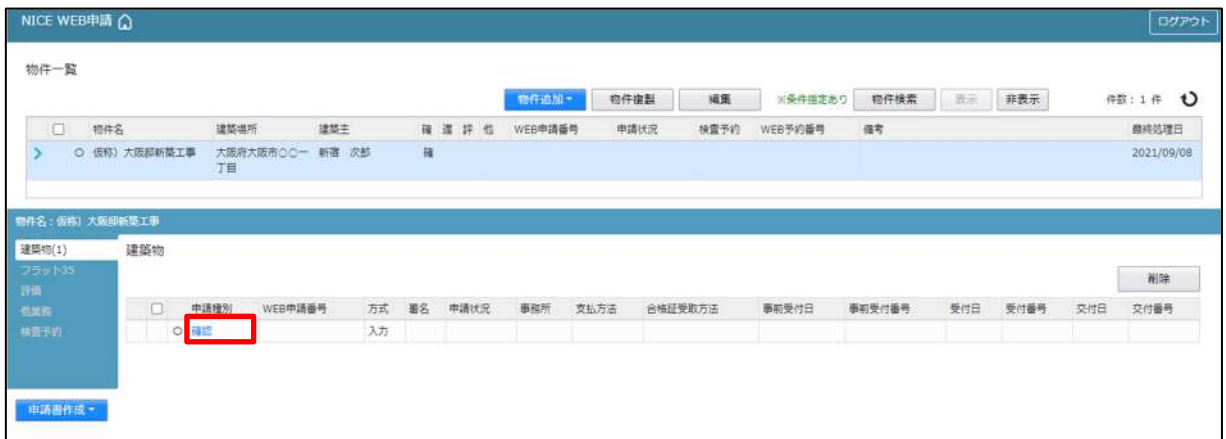 NICE WEB申請
ログアウト
物件一覧
物件追加 物件複製 編集 ※条件指定あり 物件検索 表示 非表示 件数：1 件
物件名 建築場所 建築主 確 適 評 他 WEB申請番号 申請状況 検査予約 WEB予約番号 備考 最終処理日
仮称）大阪邸新築工事 大阪府大阪市○○一 新宿 次郎 確 2021/09/08
丁目
物件名：仮称）大阪邸新築工事
建築物(1) 建築物
フラット35
削除
評価
申請種別 WEB申請番号 方式 署名 申請状況 事務所 支払方法 合格証受取方法 事前受付日 事前受付番号 受付日 受付番号 交付日 交付番号
他業務
検査予約
確認 入力
申請書作成